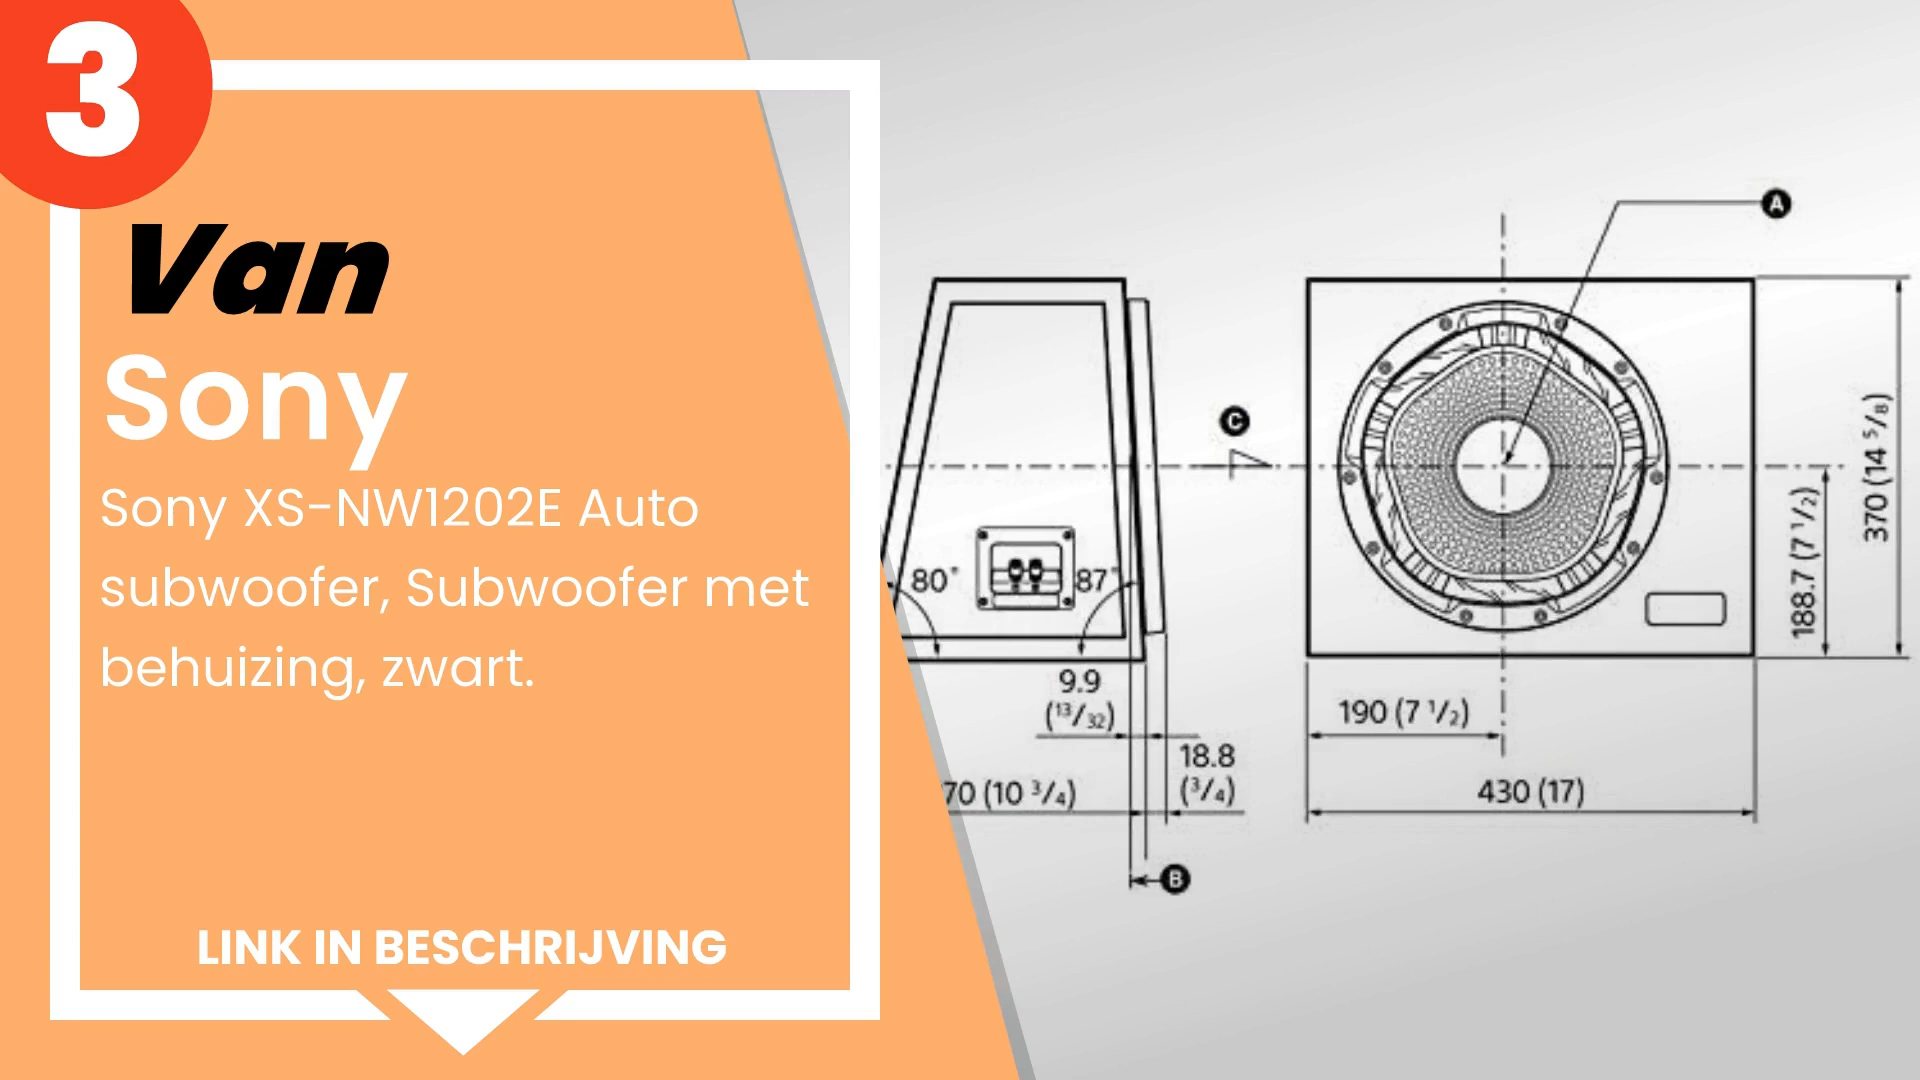 3
Van
Sony
Sony XS-NW1202E Auto
subwoofer, Subwoofer met
behuizing, zwart.
LINK IN BESCHRIJVING
A
C
B
80°
87°
9.9
(13/32)
18.8
(3/4)
70 (10 3/4)
190 (7 1/2)
430 (17)
188.7 (7 1/2)
370 (14 5/8)